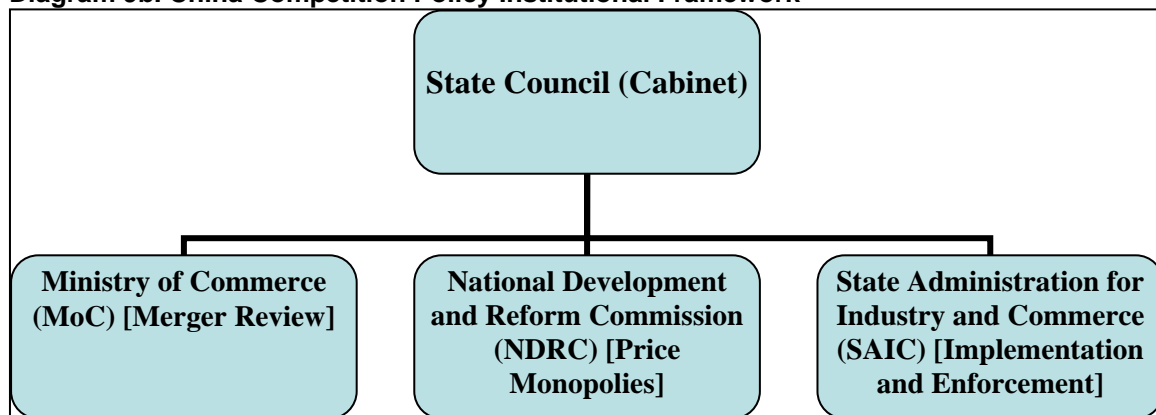 Diagram 3b: China Competition Policy Institutional Framework
State Council (Cabinet)
Ministry of Commerce
(MoC) [Merger Review]
National Development
and Reform Commission
(NDRC) [Price
Monopolies]
State Administration for
Industry and Commerce
(SAIC) [Implementation
and Enforcement]